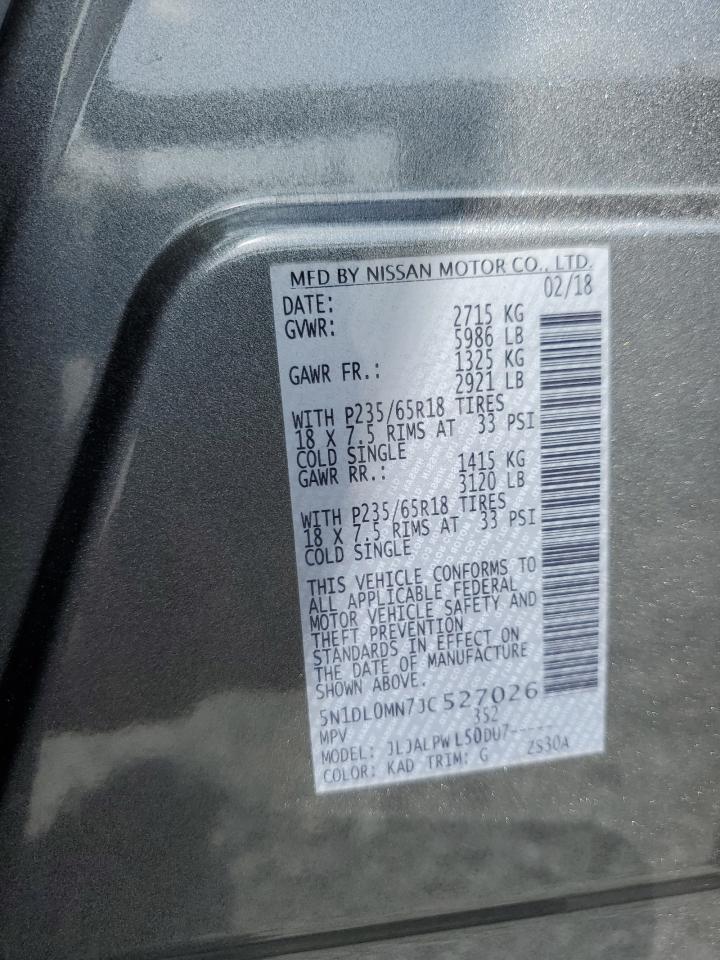 MFD BY NISSAN MOTOR CO., LTD.
DATE: 02/18
GVWR: 2715 KG
5986 LB
GAWR FR.: 1325 KG
2921 LB
WITH P235/65R18 TIRES
18 X 7.5 RIMS AT 33 PSI
COLD SINGLE
GAWR RR.: 1415 KG
3120 LB
WITH P235/65R18 TIRES
18 X 7.5 RIMS AT 33 PSI
COLD SINGLE
THIS VEHICLE CONFORMS TO
ALL APPLICABLE FEDERAL
MOTOR VEHICLE SAFETY AND
THEFT PREVENTION
STANDARDS IN EFFECT ON
THE DATE OF MANUFACTURE
SHOWN ABOVE.
5N1DL0MN7JC527026
MPV 352
MODEL: JLJALPWL50DU7-----
COLOR: KAD TRIM: G ZS30A